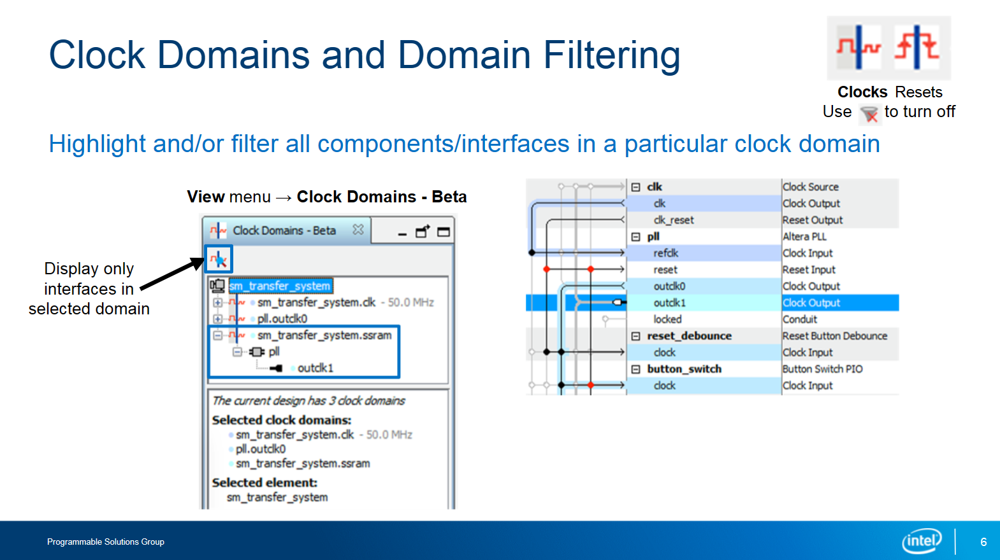 Clock Domains and Domain Filtering
Clocks Resets
Use to turn off
Highlight and/or filter all components/interfaces in a particular clock domain
View menu → Clock Domains - Beta
Clock Domains - Beta
Display only
interfaces in
selected domain
sm_transfer_system
sm_transfer_system.clk - 50.0 MHz
pll.outclk0
sm_transfer_system.ssram
pll
outclk1
The current design has 3 clock domains
Selected clock domains:
sm_transfer_system.clk - 50.0 MHz
pll.outclk0
sm_transfer_system.ssram
Selected element:
sm_transfer_system
clk Clock Source
clk Clock Output
clk_reset Reset Output
pll Altera PLL
refclk Clock Input
reset Reset Input
outclk0 Clock Output
outclk1 Clock Output
locked Conduit
reset_debounce Reset Button Debounce
clock Clock Input
button_switch Button Switch PIO
clock Clock Input
Programmable Solutions Group
intel
6